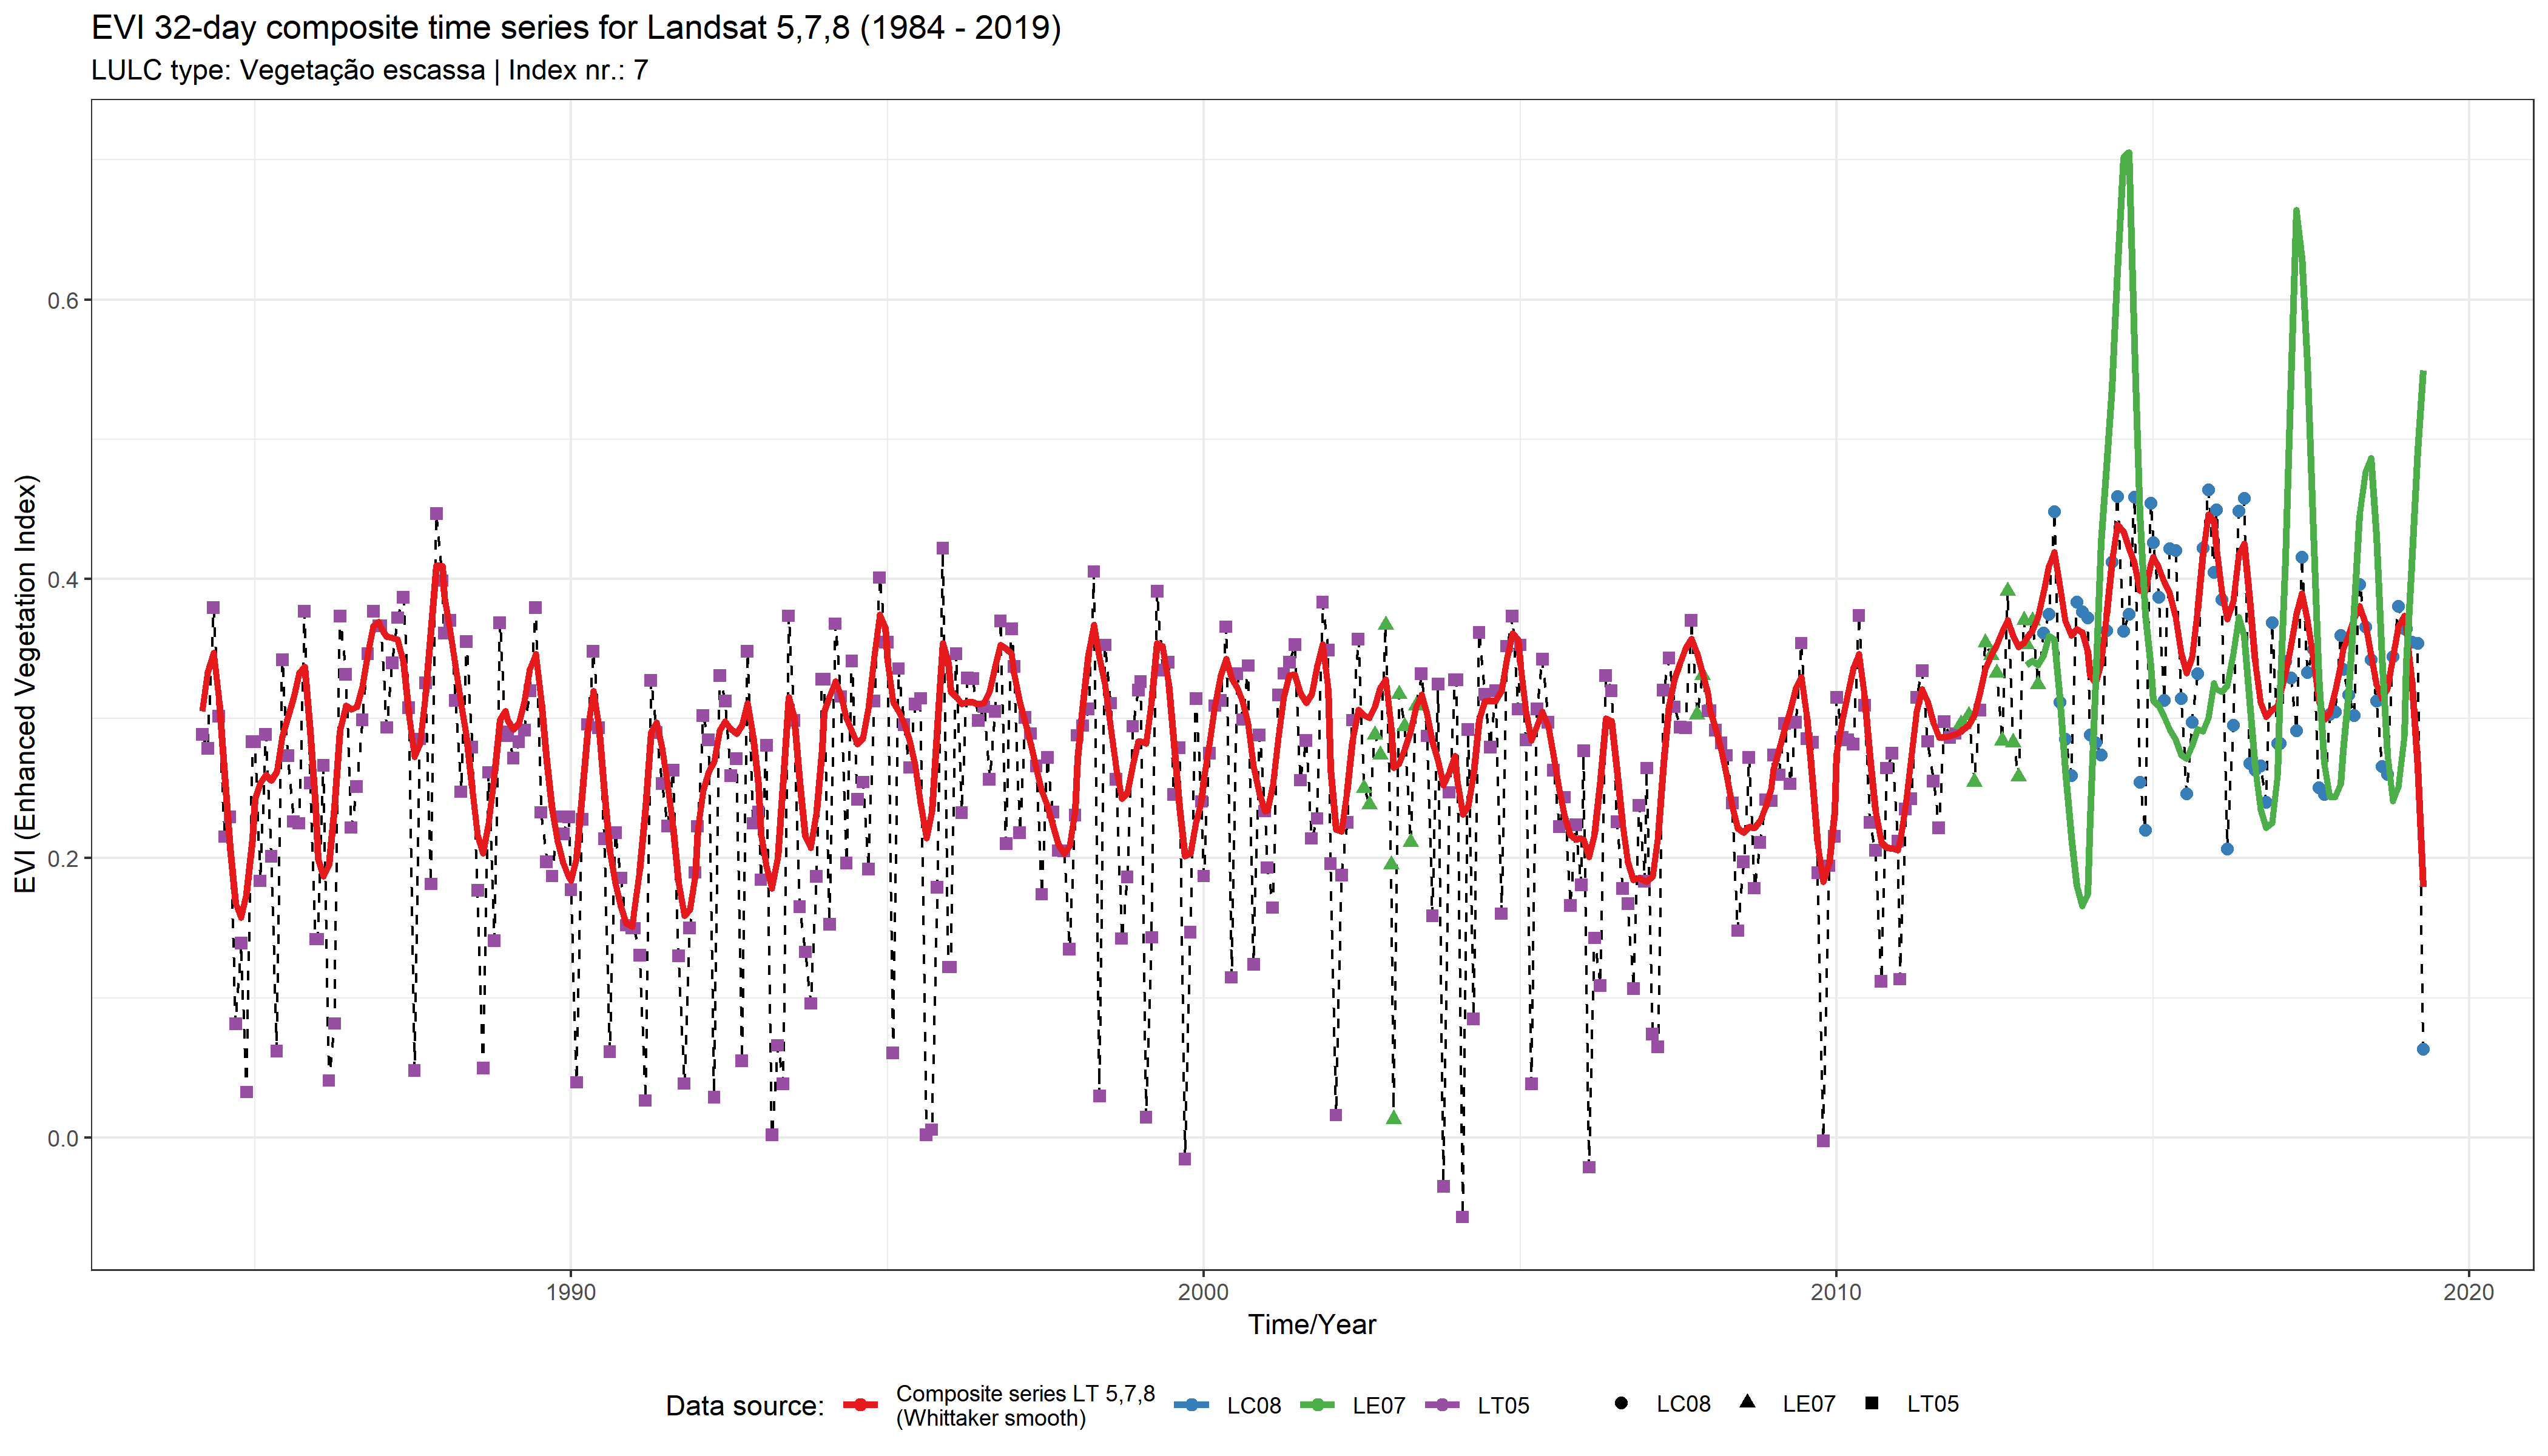 EVI 32-day composite time series for Landsat 5,7,8 (1984 - 2019)
LULC type: Vegetação escassa | Index nr.: 7
EVI (Enhanced Vegetation Index)
0.6
0.4
0.2
0.0
1990 2000 2010 2020
Time/Year
Data source: Composite series LT 5,7,8 (Whittaker smooth) LC08 LE07 LT05 LC08 LE07 LT05